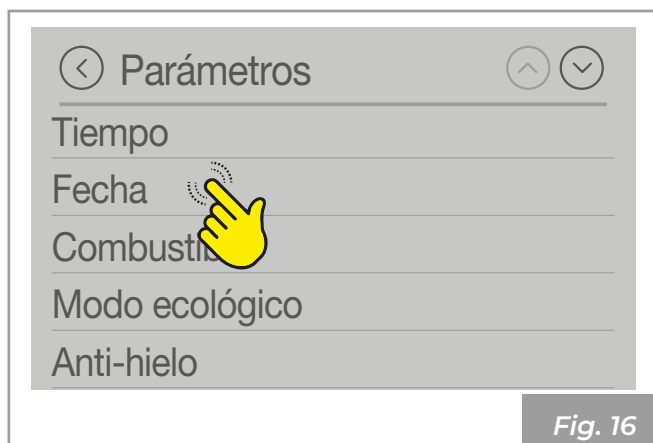 Parámetros
Tiempo
Fecha
Modo ecológico
Anti-hielo
Fig. 16